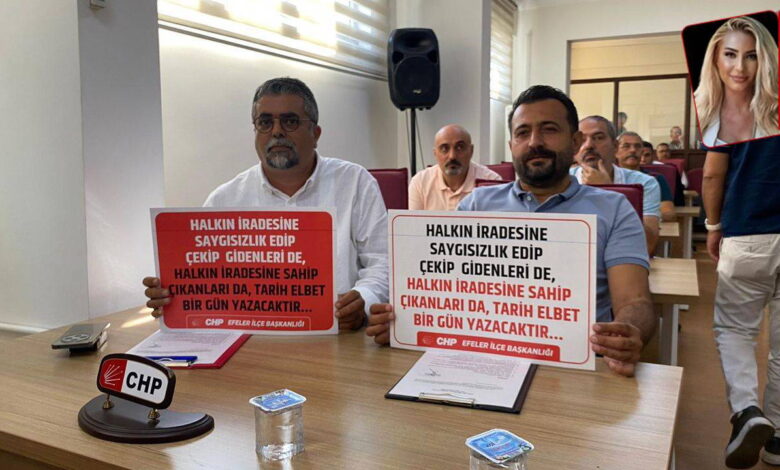 HALKIN İRADESİNE
SAYGISIZLIK EDİP
ÇEKİP GİDENLERİ DE,
HALKIN İRADESİNE SAHİP
ÇIKANLARI DA, TARİH ELBET
BİR GÜN YAZACAKTIR...
CHP EFELER İLÇE BAŞKANLIĞI
HALKIN İRADESİNE
SAYGISIZLIK EDİP
ÇEKİP GİDENLERİ DE,
HALKIN İRADESİNE SAHİP
ÇIKANLARI DA, TARİH ELBET
BİR GÜN YAZACAKTIR...
CHP EFELER İLÇE BAŞKANLIĞI
CHP